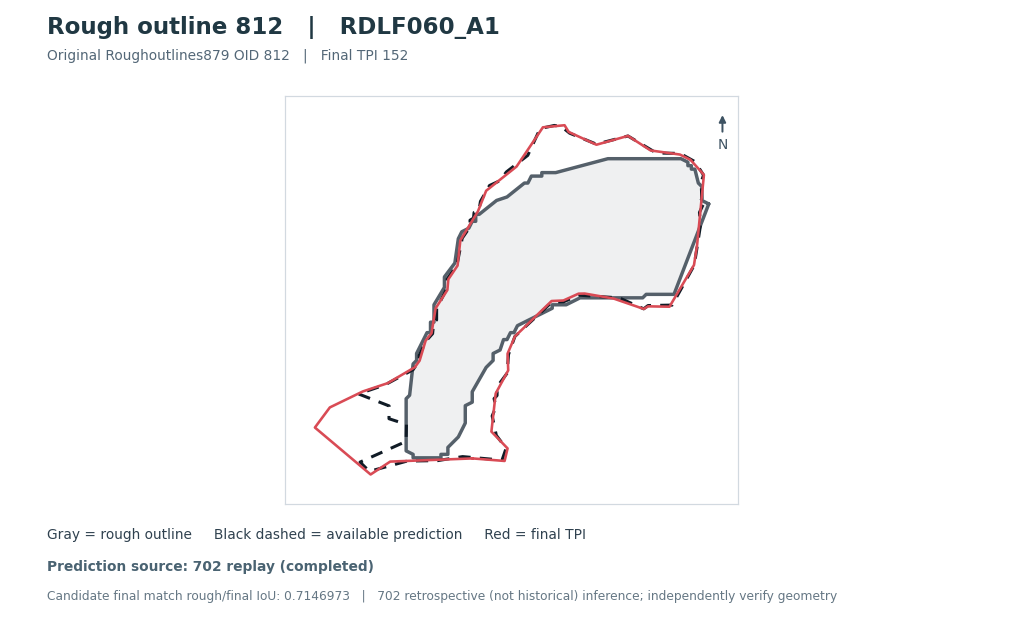 Rough outline 812   |   RDLF060_A1
Original Roughoutlines879 OID 812   |   Final TPI 152
N
Gray = rough outline     Black dashed = available prediction     Red = final TPI
Prediction source: 702 replay (completed)
Candidate final match rough/final IoU: 0.7146973   |   702 retrospective (not historical) inference; independently verify geometry